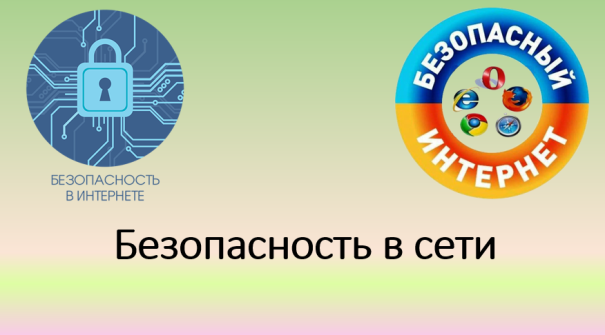 БЕЗОПАСНОСТЬ
В ИНТЕРНЕТЕ
БЕЗОПАСНЫЙ
ИНТЕРНЕТ
Безопасность в сети